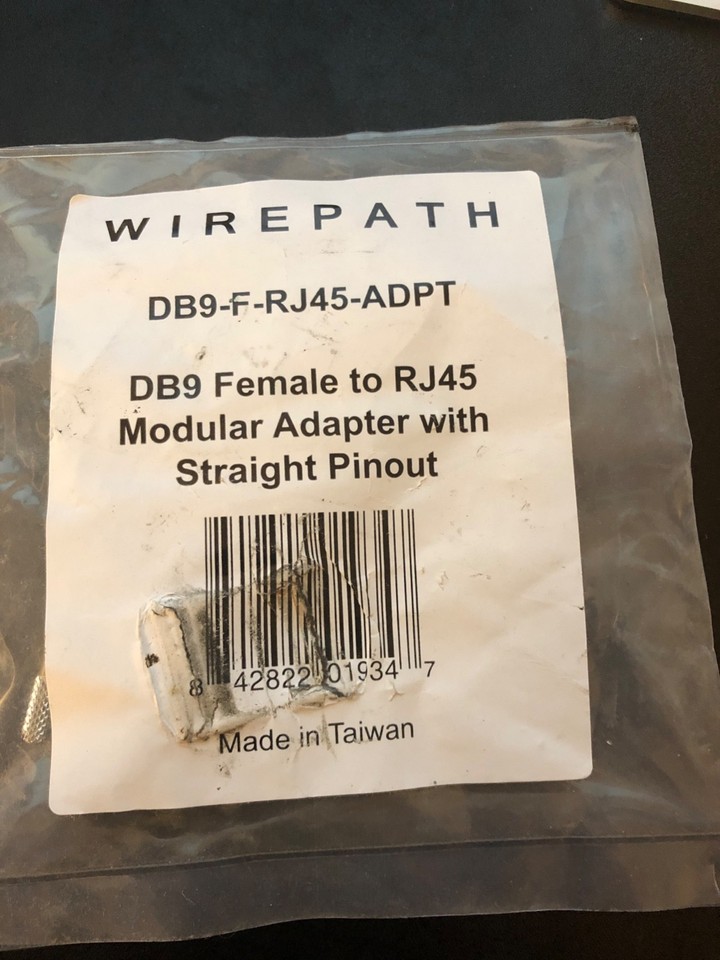 WIREPATH
DB9-F-RJ45-ADPT
DB9 Female to RJ45
Modular Adapter with
Straight Pinout
8 42822 01934 7
Made in Taiwan